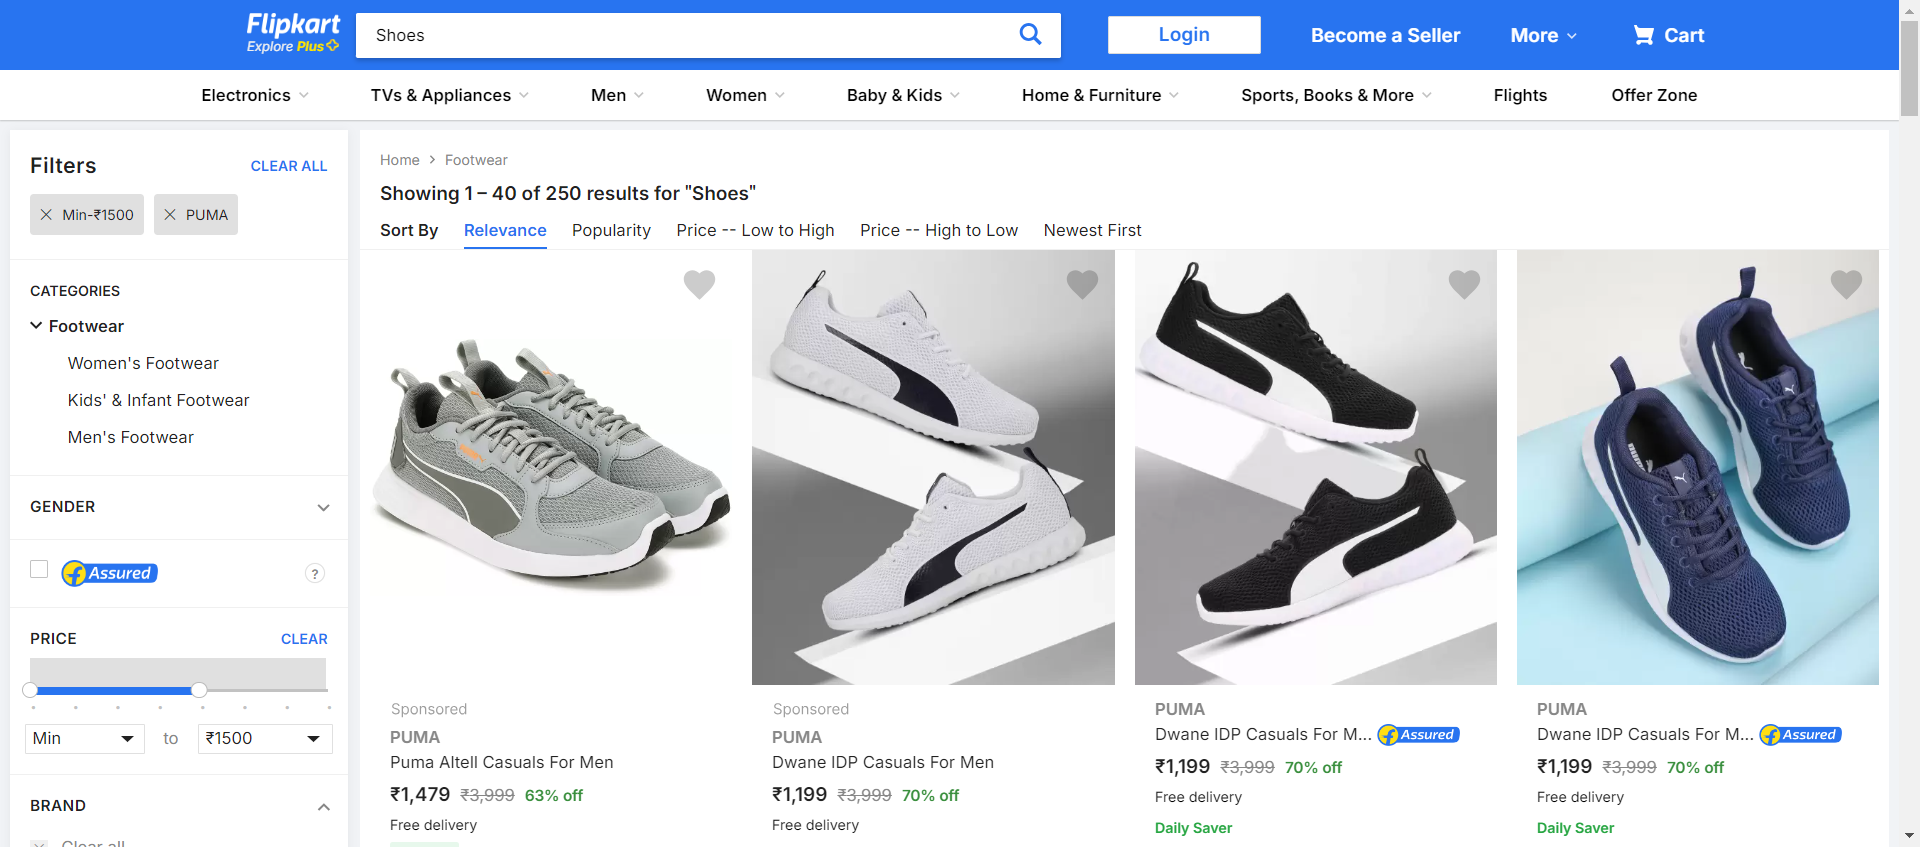 Flipkart
Explore Plus
Shoes
Login
Become a Seller
More
Cart
Electronics
TVs & Appliances
Men
Women
Baby & Kids
Home & Furniture
Sports, Books & More
Flights
Offer Zone
Filters
CLEAR ALL
Min-₹1500
PUMA
CATEGORIES
Footwear
Women's Footwear
Kids' & Infant Footwear
Men's Footwear
GENDER
Assured
?
PRICE
CLEAR
Min
to
₹1500
BRAND
Clear all
Home
Footwear
Showing 1 – 40 of 250 results for "Shoes"
Sort By
Relevance
Popularity
Price -- Low to High
Price -- High to Low
Newest First
Sponsored
PUMA
Puma Altell Casuals For Men
₹1,479 ₹3,999 63% off
Free delivery
Sponsored
PUMA
Dwane IDP Casuals For Men
₹1,199 ₹3,999 70% off
Free delivery
PUMA
Dwane IDP Casuals For M... Assured
₹1,199 ₹3,999 70% off
Free delivery
Daily Saver
PUMA
Dwane IDP Casuals For M... Assured
₹1,199 ₹3,999 70% off
Free delivery
Daily Saver